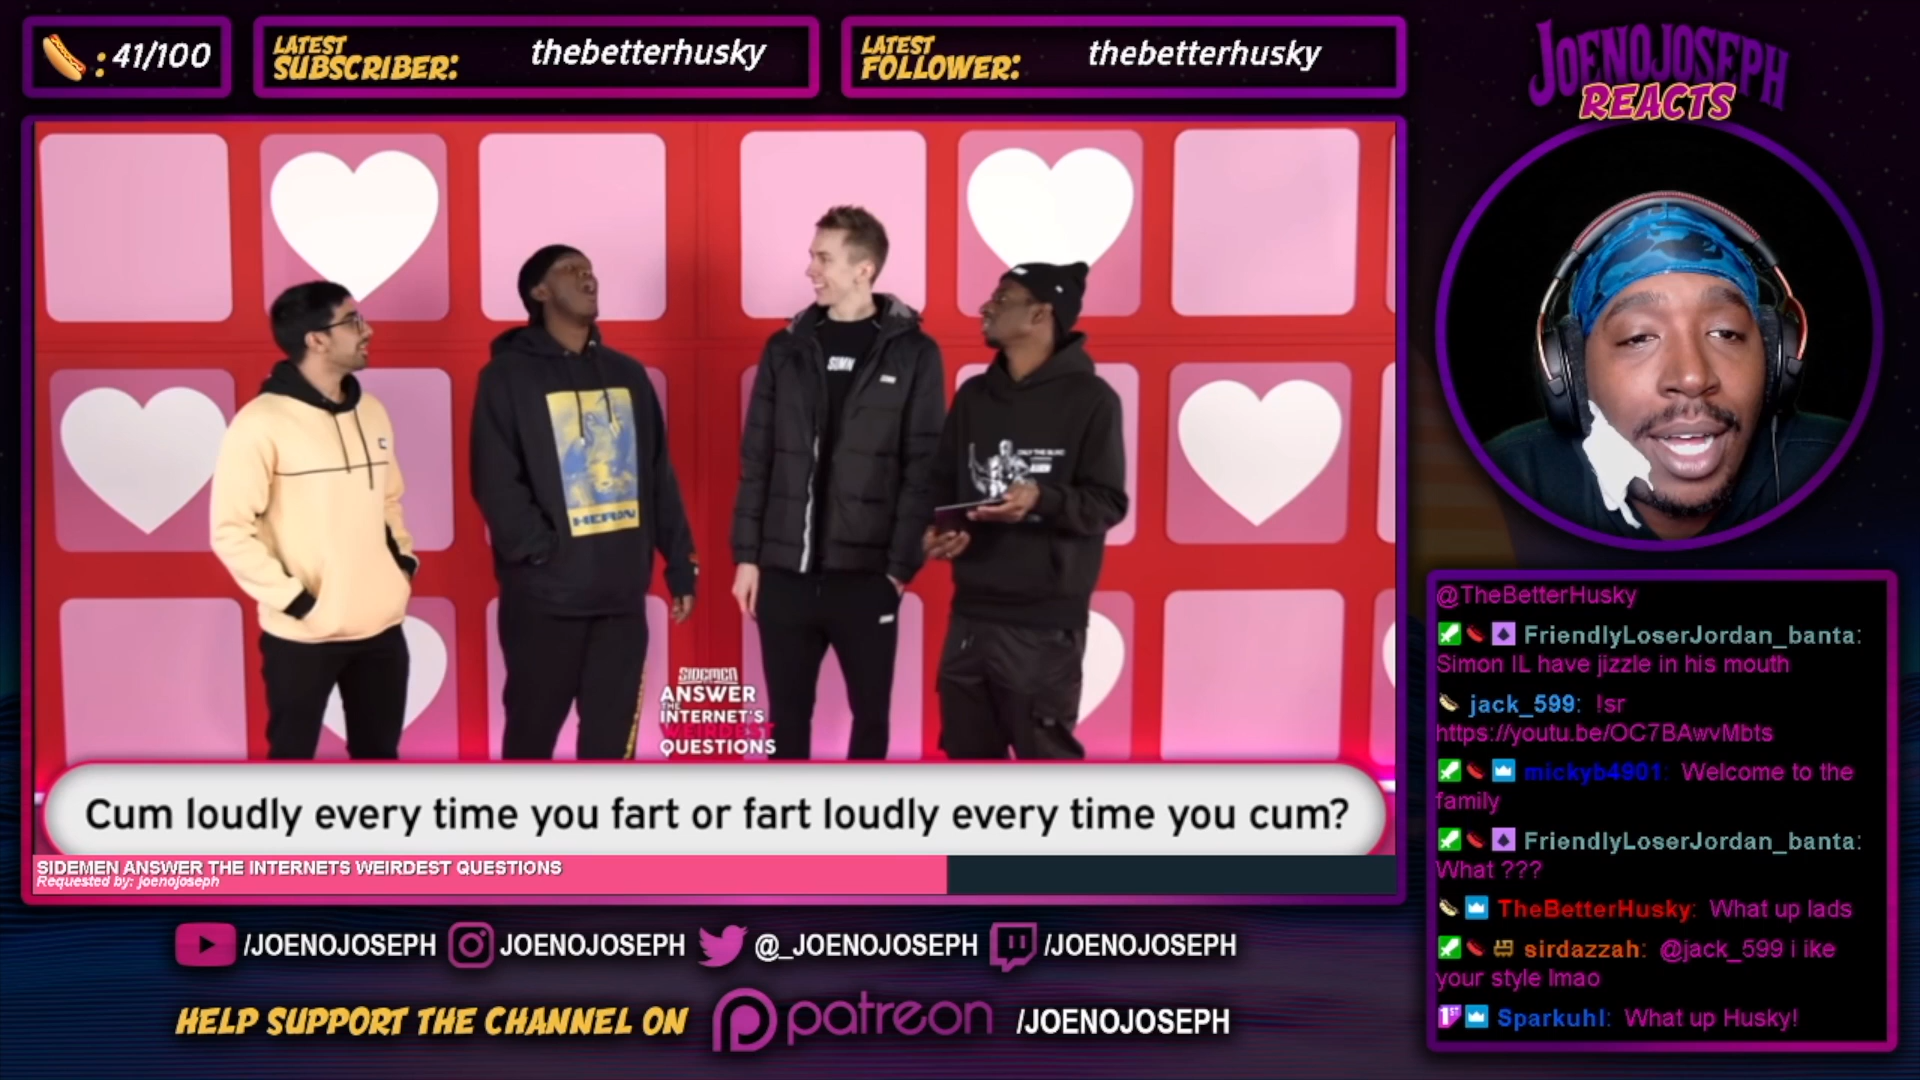 : 41/100
LATEST
SUBSCRIBER:
thebetterhusky
LATEST
FOLLOWER:
thebetterhusky
JOENOJOSEPH
REACTS
SIMN
HERON
SIDEMEN
ANSWER
THE
INTERNET'S
WEIRDEST
QUESTIONS
Cum loudly every time you fart or fart loudly every time you cum?
SIDEMEN ANSWER THE INTERNETS WEIRDEST QUESTIONS
Requested by: joenojoseph
@TheBetterHusky
FriendlyLoserJordan_banta:
Simon IL have jizzle in his mouth
jack_599: !sr
https://youtu.be/OC7BAwvMbts
mickyb4901: Welcome to the
family
FriendlyLoserJordan_banta:
What ???
TheBetterHusky: What up lads
sirdazzah: @jack_599 i ike
your style lmao
1ST Sparkuhl: What up Husky!
/JOENOJOSEPH JOENOJOSEPH @_JOENOJOSEPH /JOENOJOSEPH
HELP SUPPORT THE CHANNEL ON patreon /JOENOJOSEPH